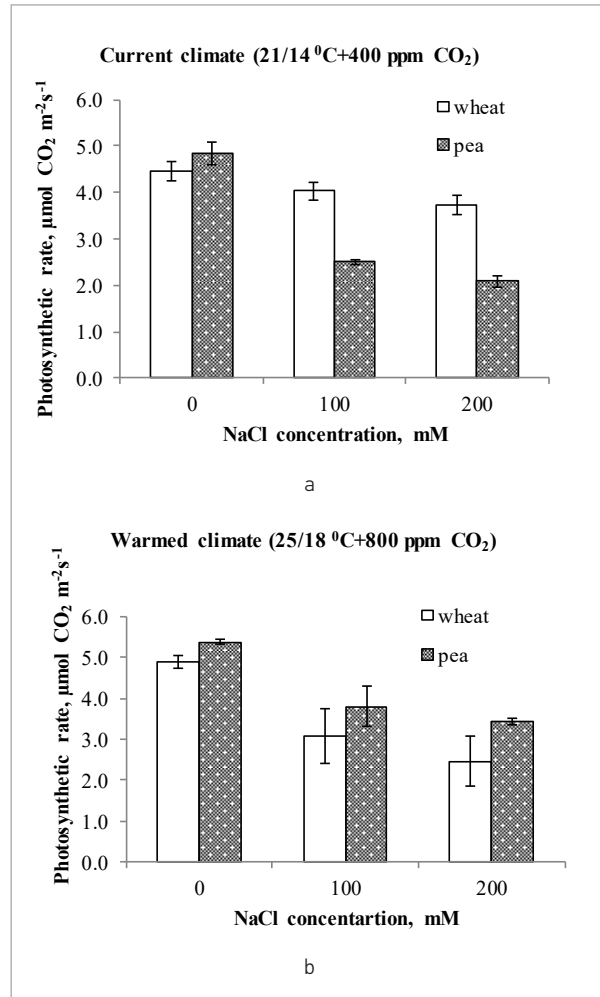 Current climate (21/14 ⁰C+400 ppm CO₂)
Photosynthetic rate, µmol CO₂ m⁻²s⁻¹
6.0
5.0
4.0
3.0
2.0
1.0
0.0
wheat
pea
0 100 200
NaCl concentration, mM
a
Warmed climate (25/18 ⁰C+800 ppm CO₂)
Photosynthetic rate, µmol CO₂ m⁻²s⁻¹
6.0
5.0
4.0
3.0
2.0
1.0
0.0
wheat
pea
0 100 200
NaCl concentartion, mM
b